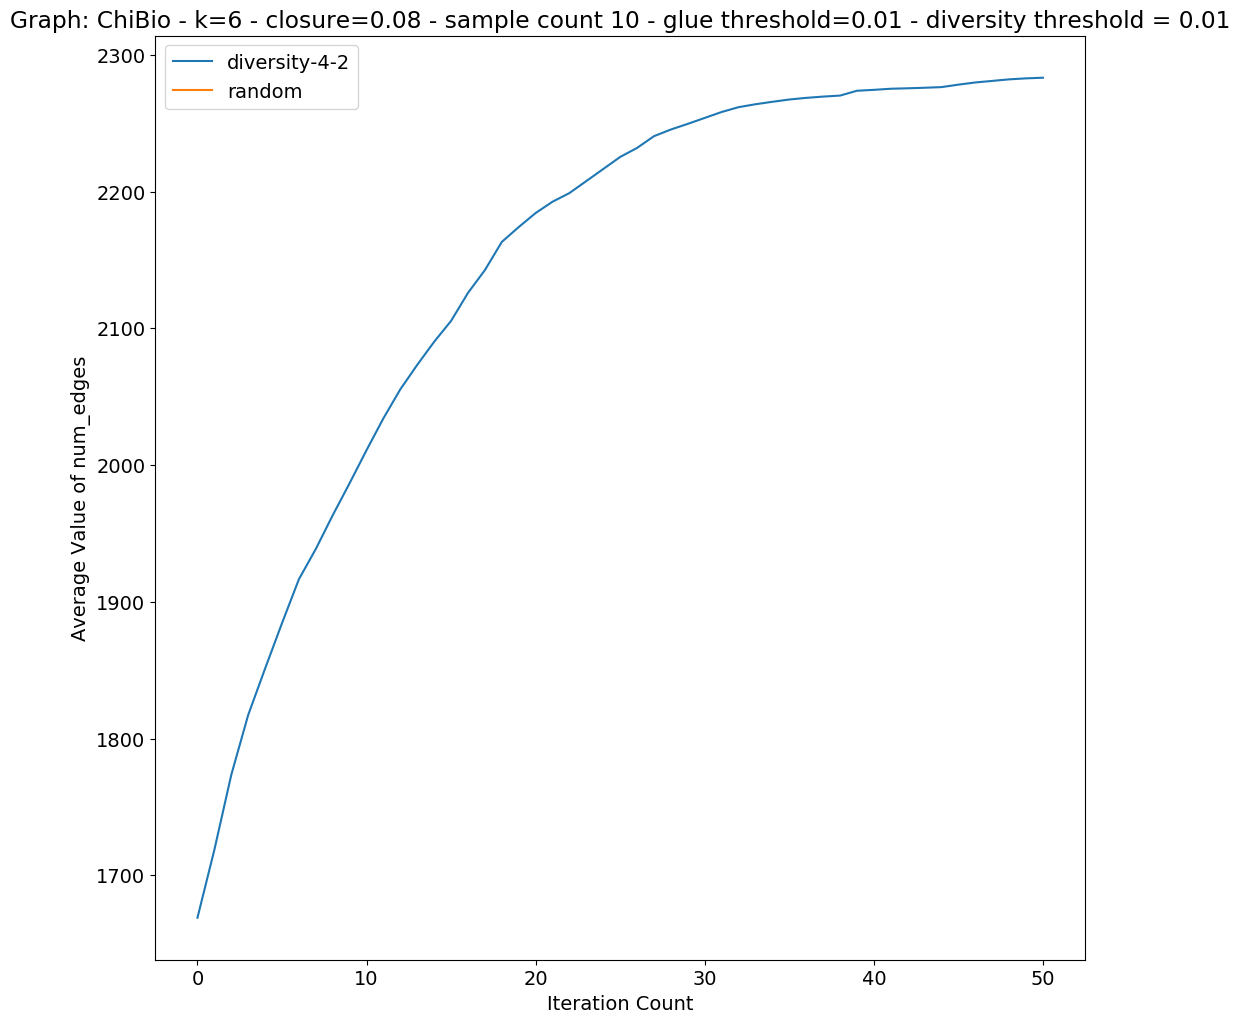 Graph: ChiBio - k=6 - closure=0.08 - sample count 10 - glue threshold=0.01 - diversity threshold = 0.01
diversity-4-2
random
2300
2200
2100
2000
1900
1800
1700
Average Value of num_edges
0 10 20 30 40 50
Iteration Count